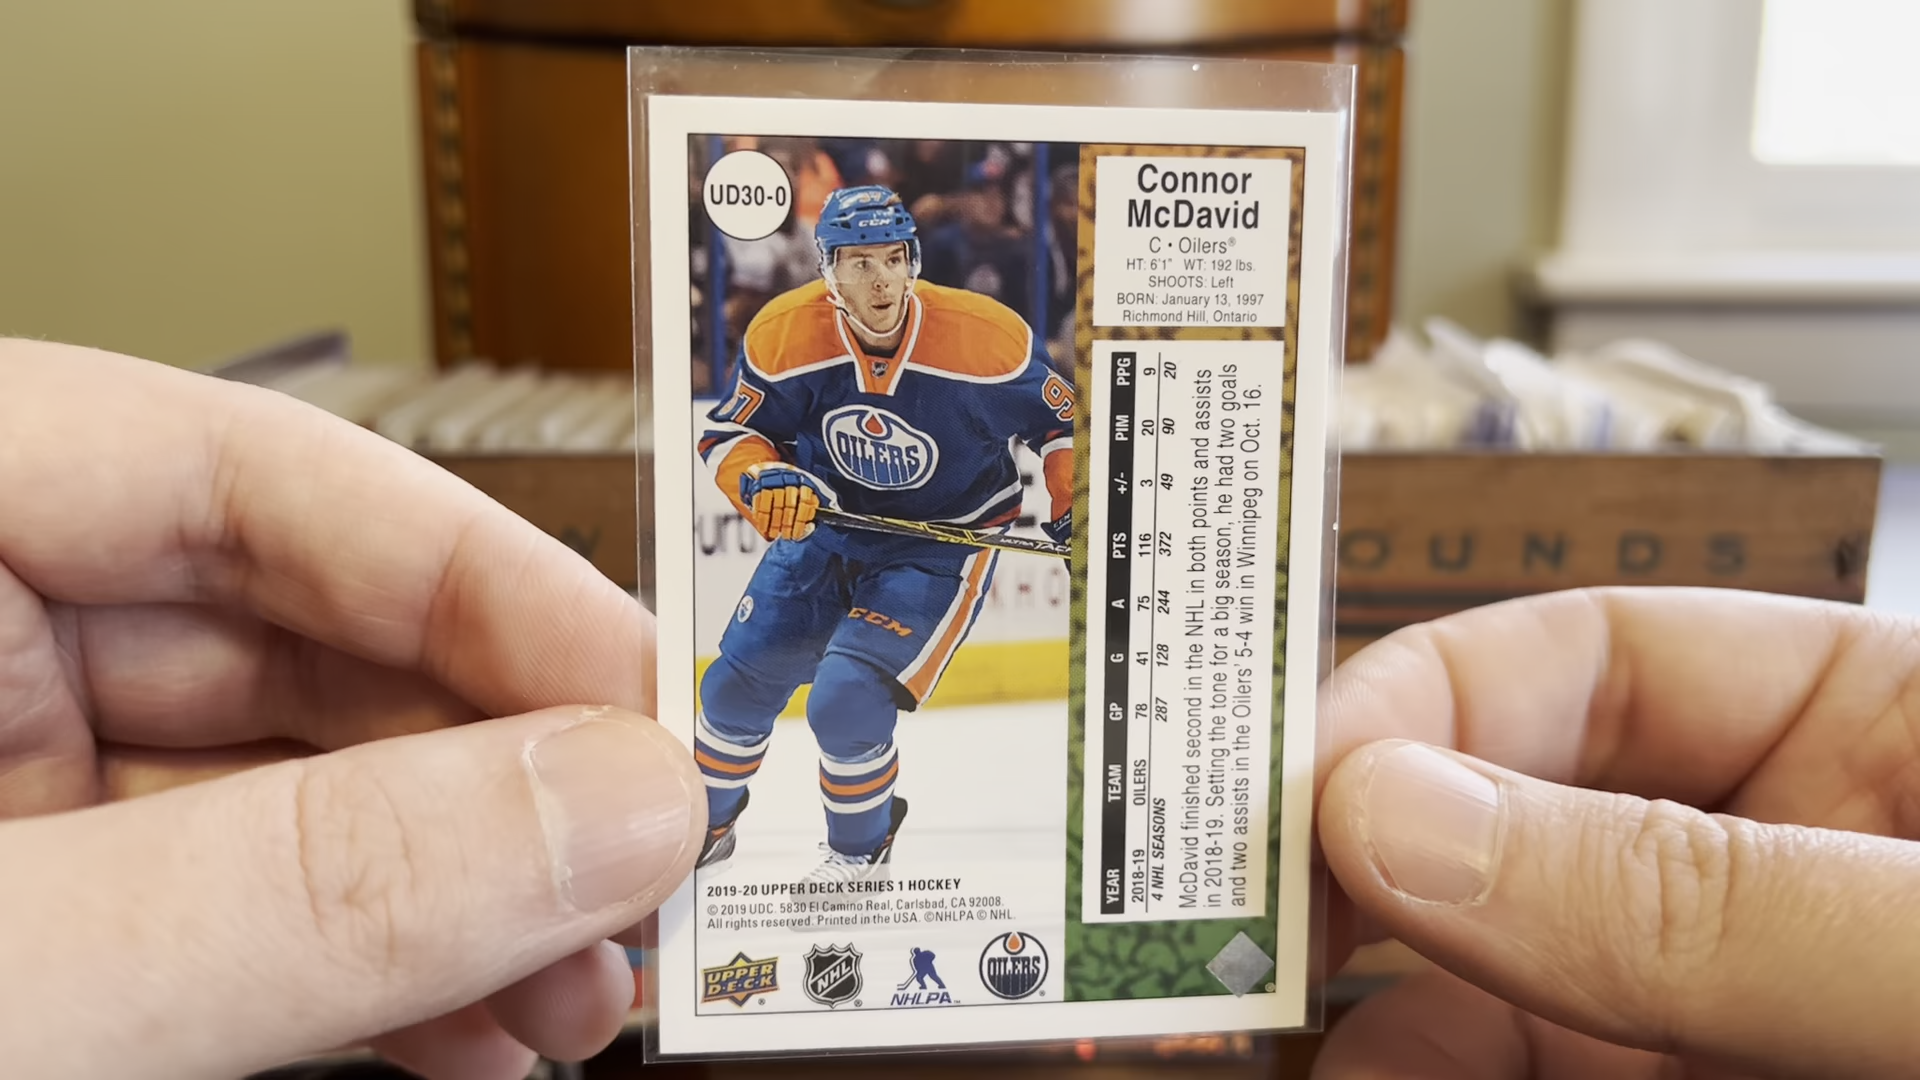 UD30-0
Connor
McDavid
C • Oilers®
HT: 6'1" WT: 192 lbs.
SHOOTS: Left
BORN: January 13, 1997
Richmond Hill, Ontario
YEAR TEAM GP G A PTS +/- PIM PPG
2018-19 OILERS 78 41 75 116 3 20 9
4 NHL SEASONS 287 128 244 372 49 90 20
McDavid finished second in the NHL in both points and assists
in 2018-19. Setting the tone for a big season, he had two goals
and two assists in the Oilers' 5-4 win in Winnipeg on Oct. 16.
CCM
97
9
OILERS
ULTRA TACK
CCM
2019-20 UPPER DECK SERIES 1 HOCKEY
© 2019 UDC. 5830 El Camino Real, Carlsbad, CA 92008.
All rights reserved. Printed in the USA. ©NHLPA © NHL.
UPPER
DECK®
NHL®
NHLPA™
OILERS®
OUNDS